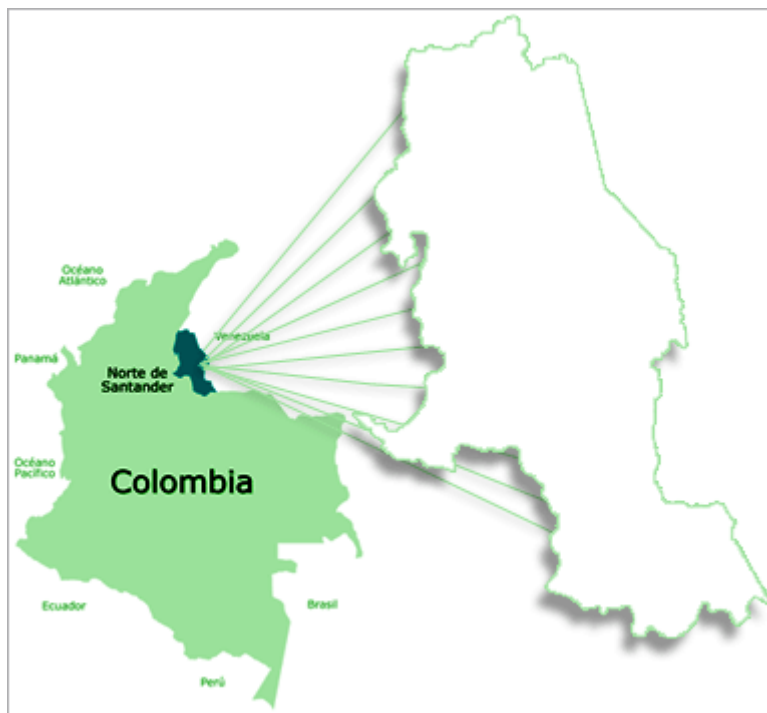 Océano
Atlántico
Venezuela
Panamá
Norte de
Santander
Océano
Pacífico
Colombia
Ecuador
Brasil
Perú